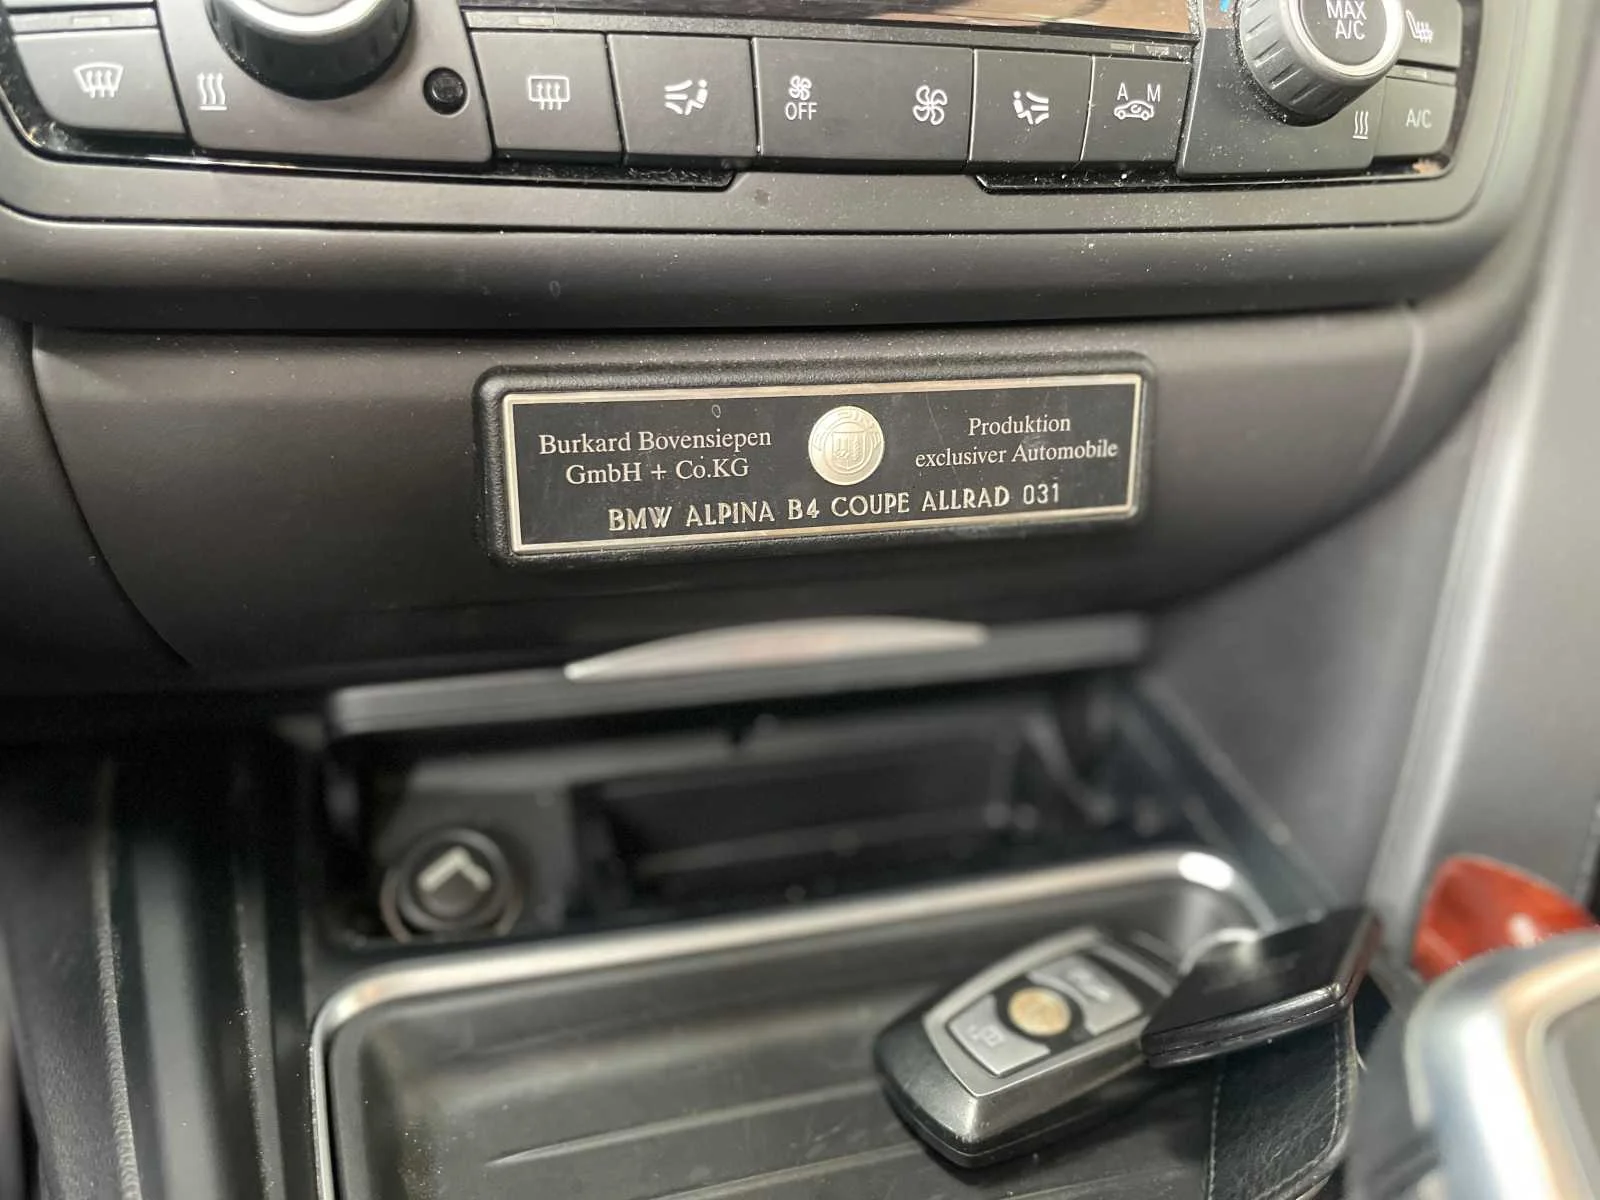 MAX
A/C
OFF
A M
A/C
Burkard Bovensiepen
GmbH + Co.KG
Produktion
exclusiver Automobile
BMW ALPINA B4 COUPE ALLRAD 031